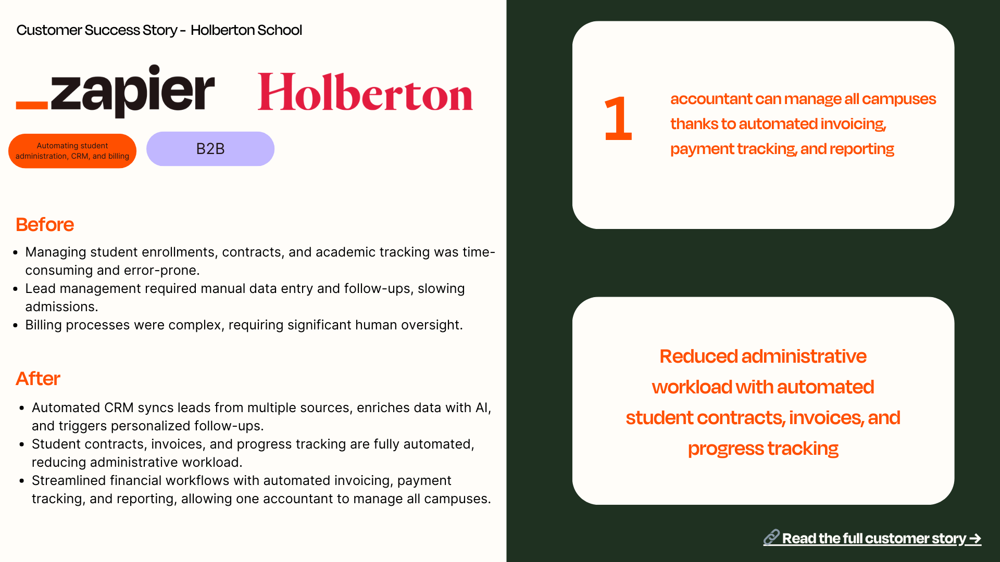 Customer Success Story - Holberton School
_zapier
Holberton
Automating student
administration, CRM, and billing
B2B
Before
• Managing student enrollments, contracts, and academic tracking was time-
consuming and error-prone.
• Lead management required manual data entry and follow-ups, slowing
admissions.
• Billing processes were complex, requiring significant human oversight.
After
• Automated CRM syncs leads from multiple sources, enriches data with AI,
and triggers personalized follow-ups.
• Student contracts, invoices, and progress tracking are fully automated,
reducing administrative workload.
• Streamlined financial workflows with automated invoicing, payment
tracking, and reporting, allowing one accountant to manage all campuses.
1
accountant can manage all campuses
thanks to automated invoicing,
payment tracking, and reporting
Reduced administrative
workload with automated
student contracts, invoices, and
progress tracking
🔗 Read the full customer story →